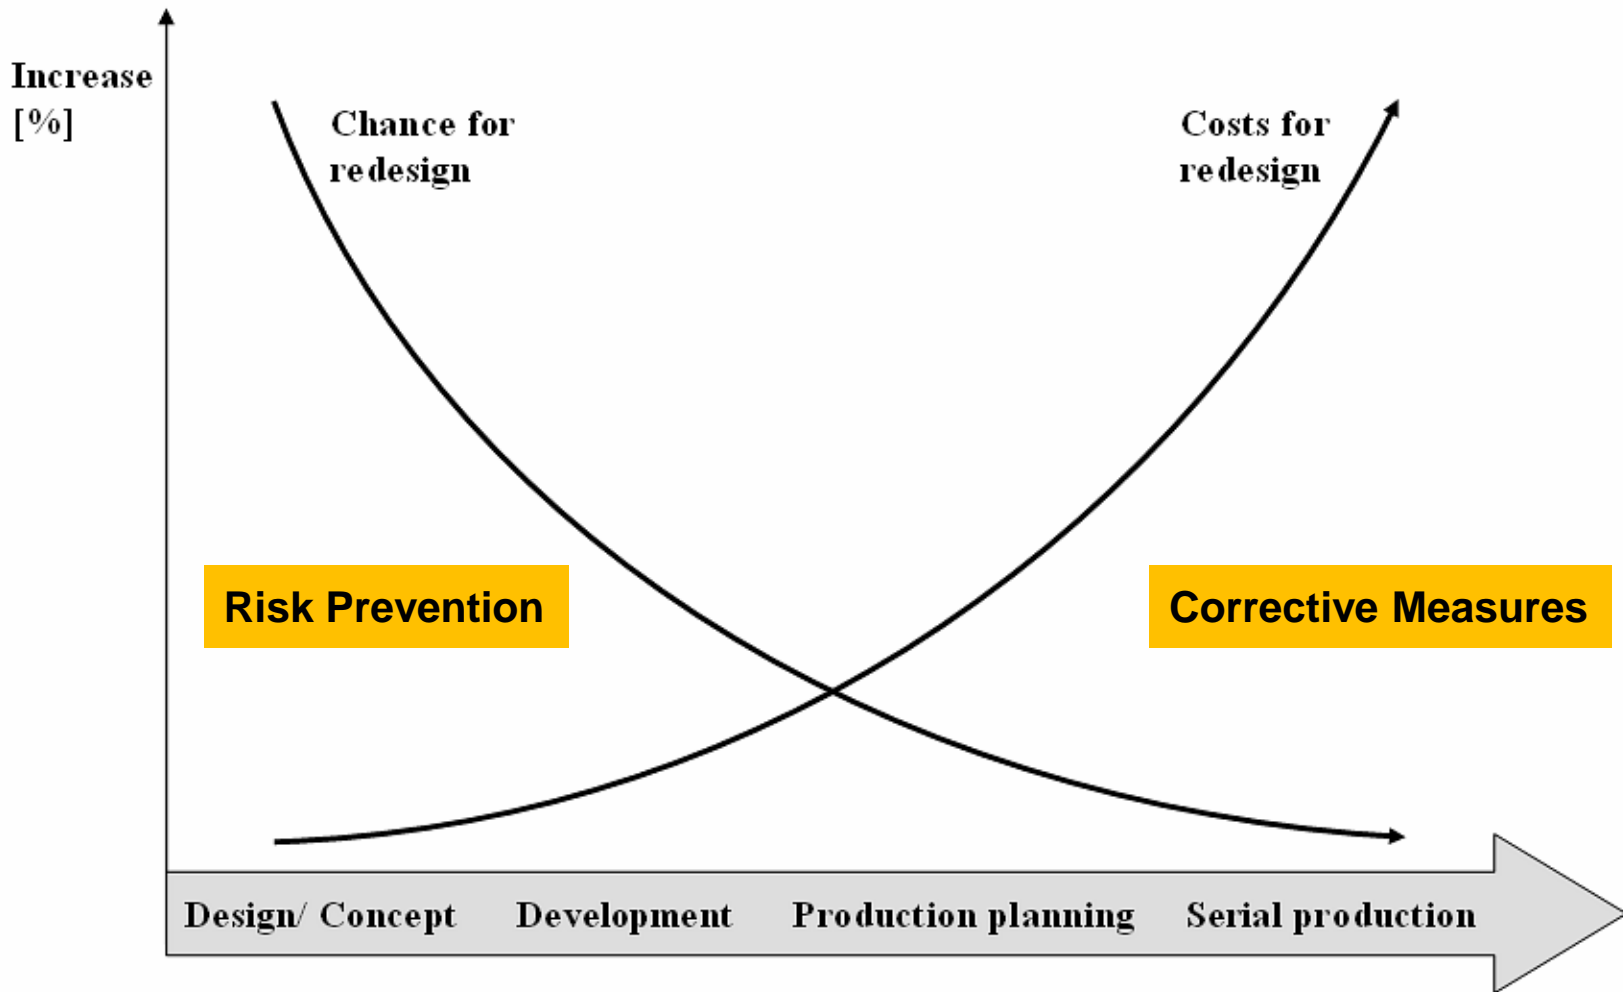 Increase
[%]
Chance for
redesign
Costs for
redesign
Risk Prevention
Corrective Measures
Design/ Concept Development Production planning Serial production